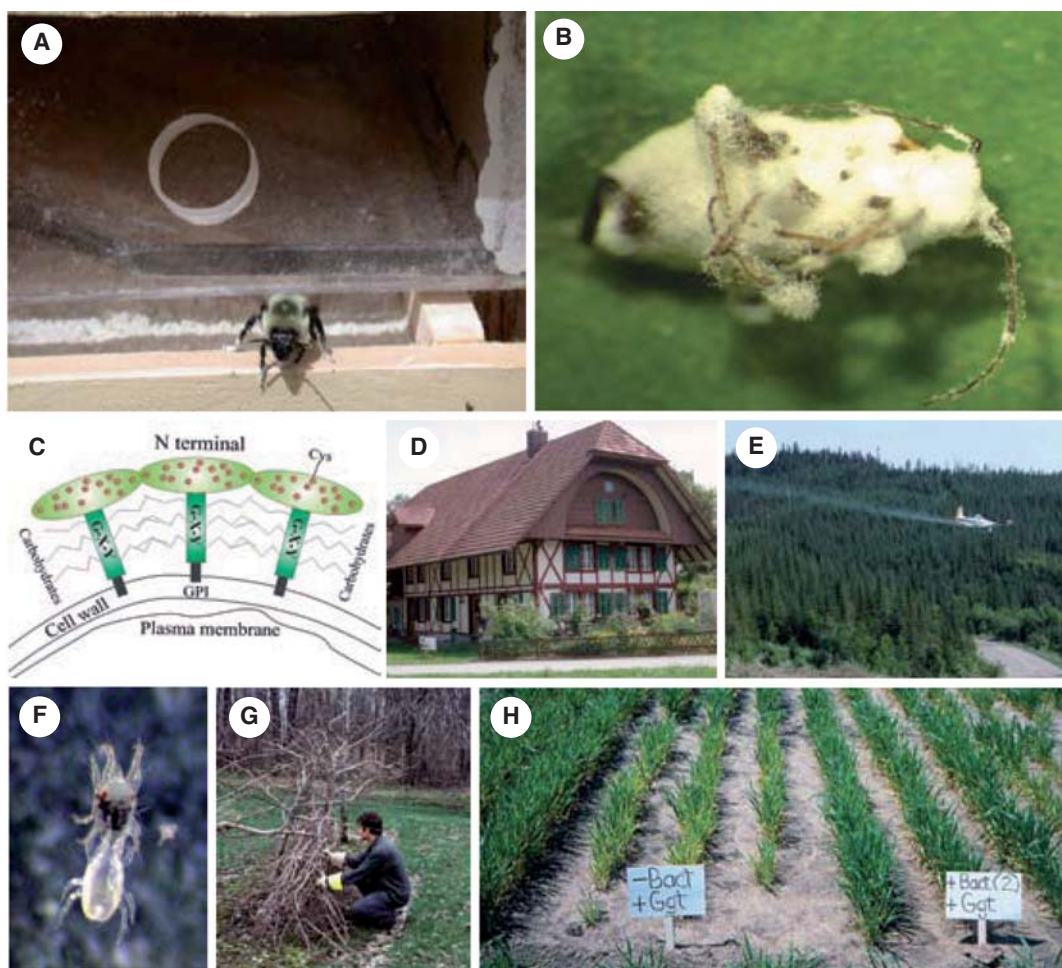 A
B
C
N terminal
Cys
G-X-Y
G-X-Y
G-X-Y
Carbohydrates
Carbohydrates
GPI
Cell wall
Plasma membrane
D
E
F
G
H
–Bact
+Ggt
+Bact(2)
+Ggt